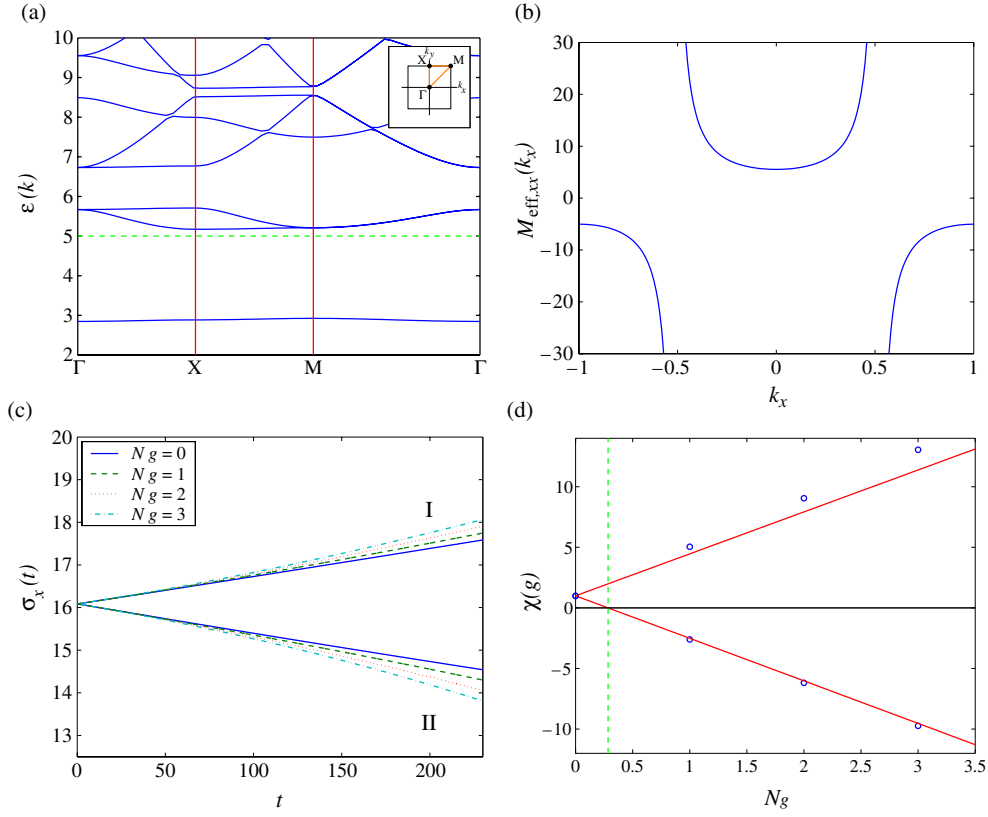 (a)
ε(k)
10
9
8
7
6
5
4
3
2
Γ
X
M
Γ
X
k_y
M
Γ
k_x
(b)
M_eff,xx(k_x)
30
20
10
0
−10
−20
−30
−1
−0.5
0
0.5
1
k_x
(c)
σ_x(t)
20
19
18
17
16
15
14
13
N g = 0
N g = 1
N g = 2
N g = 3
I
II
0
50
100
150
200
t
(d)
χ(g)
10
5
0
−5
−10
0
0.5
1
1.5
2
2.5
3
3.5
Ng